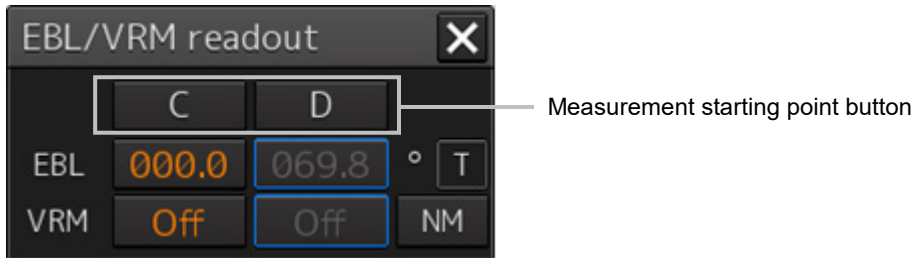 EBL/VRM readout X
C D Measurement starting point button
EBL 000.0 069.8 ° T
VRM Off Off NM